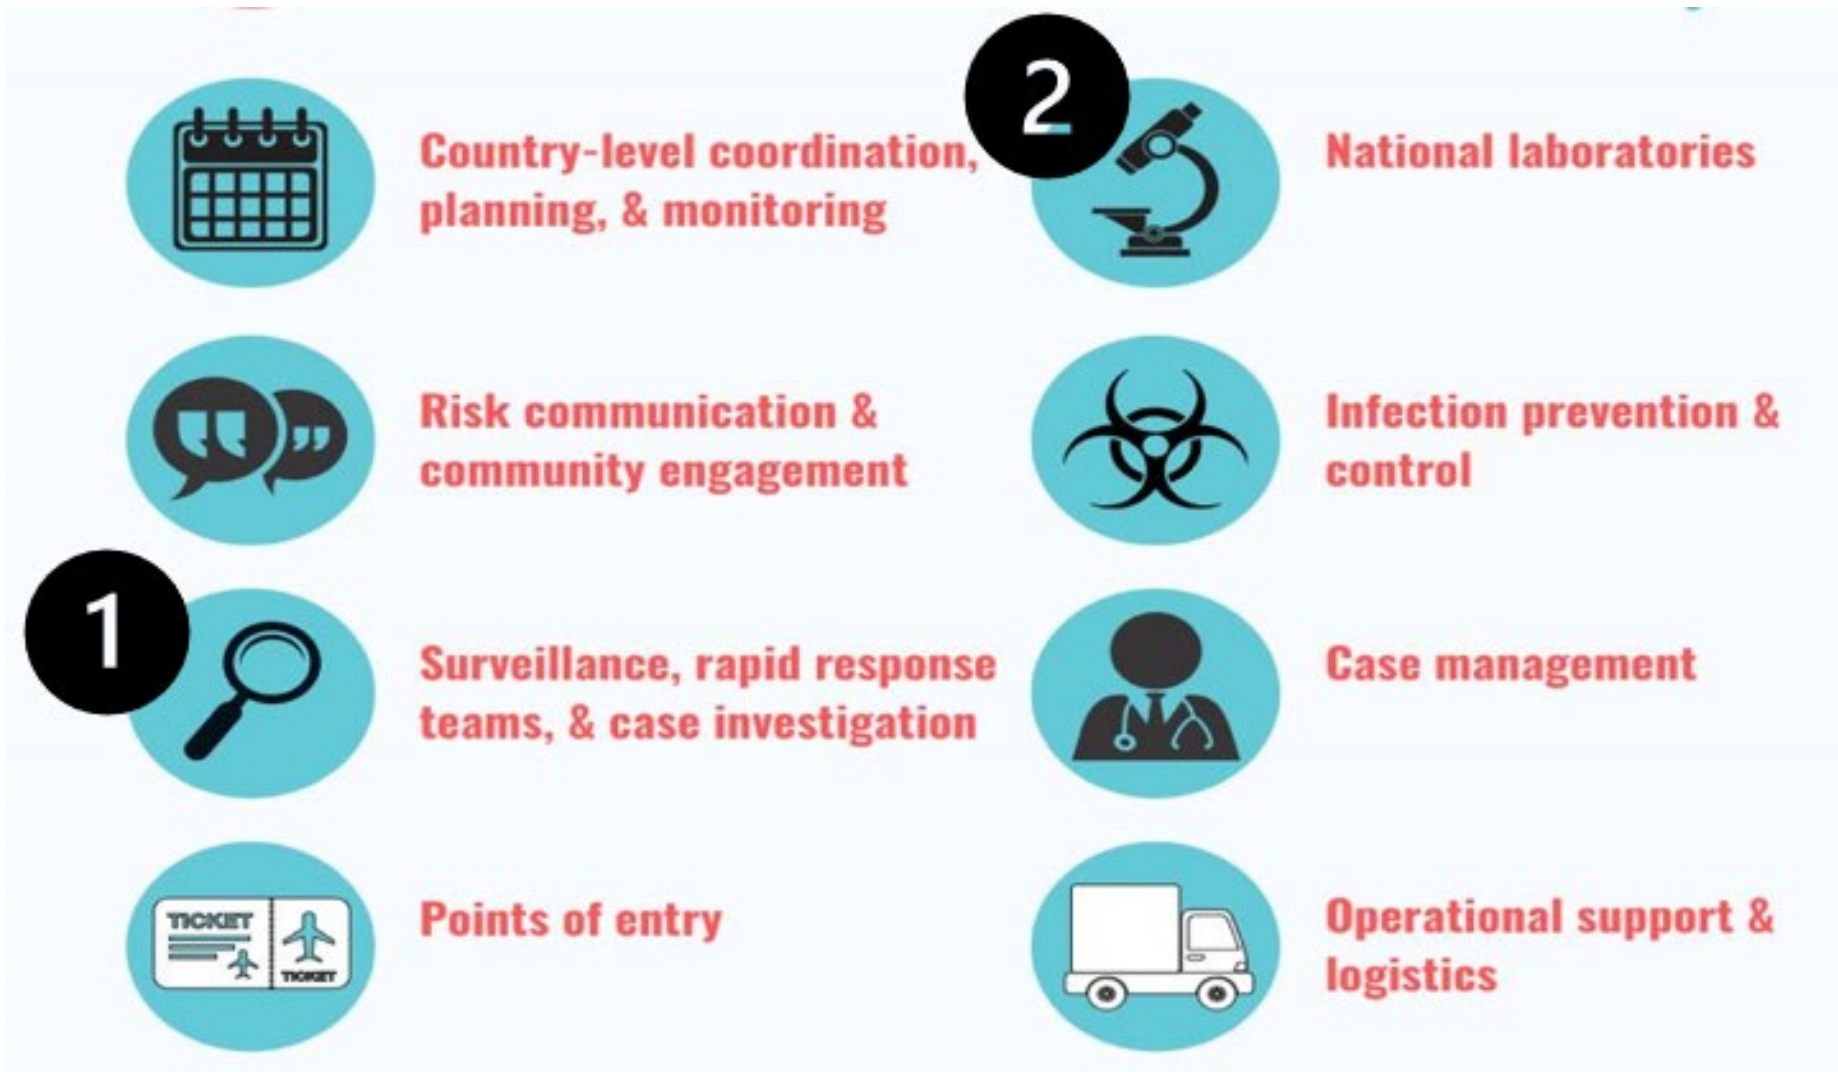 Country-level coordination,
planning, & monitoring
2
National laboratories
Risk communication &
community engagement
Infection prevention &
control
1
Surveillance, rapid response
teams, & case investigation
Case management
TICKET
TICKET
Points of entry
Operational support &
logistics